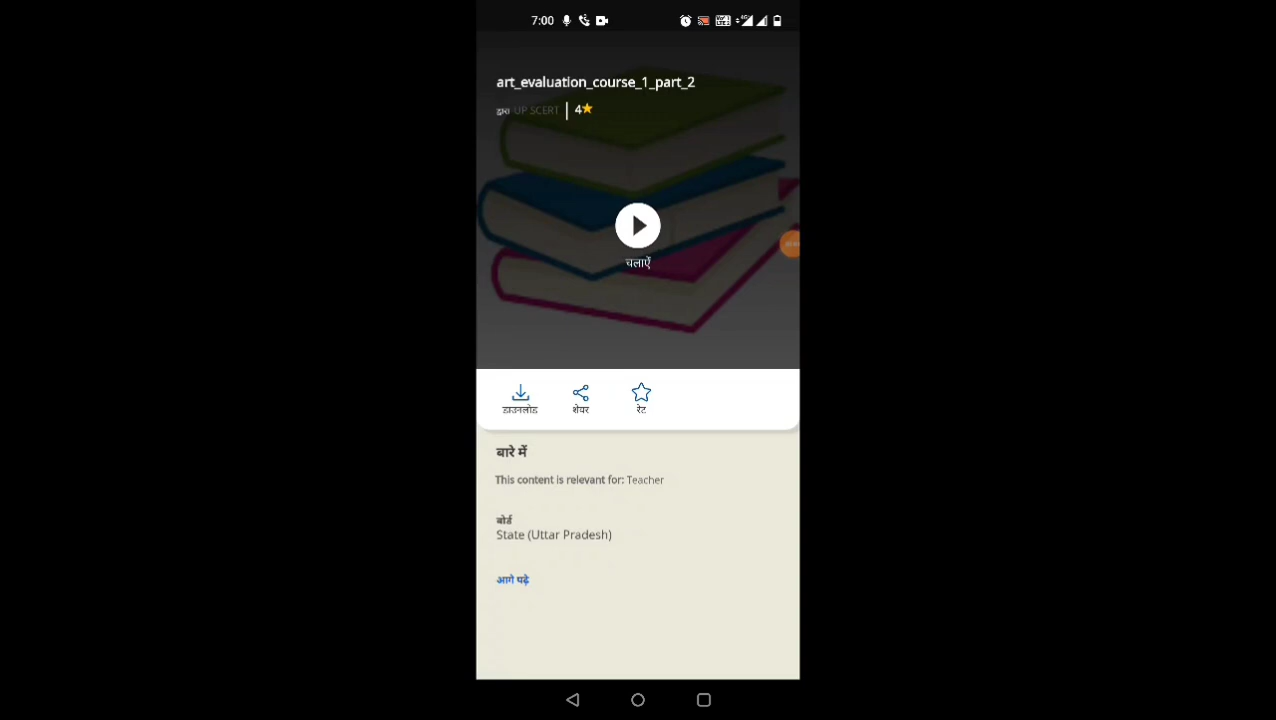 7:00
art_evaluation_course_1_part_2
द्वारा UP SCERT | 4★
चलाएँ
डाउनलोड शेयर रेट
बारे में
This content is relevant for: Teacher
बोर्ड
State (Uttar Pradesh)
आगे पढ़े